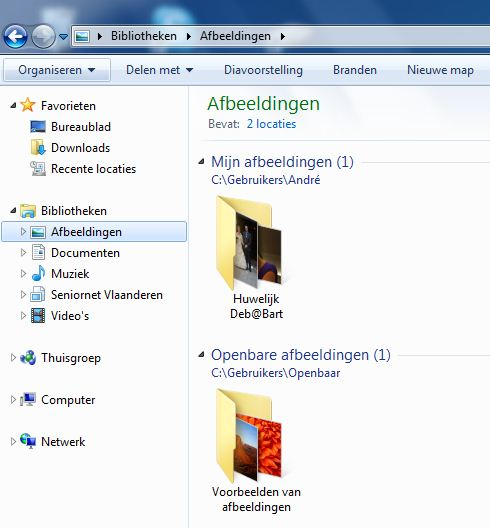 Bibliotheken Afbeeldingen
Organiseren Delen met Diavoorstelling Branden Nieuwe map
Favorieten
Bureaublad
Downloads
Recente locaties
Bibliotheken
Afbeeldingen
Documenten
Muziek
Seniornet Vlaanderen
Video's
Thuisgroep
Computer
Netwerk
Afbeeldingen
Bevat: 2 locaties
Mijn afbeeldingen (1)
C:\Gebruikers\André
Huwelijk
Deb@Bart
Openbare afbeeldingen (1)
C:\Gebruikers\Openbaar
Voorbeelden van
afbeeldingen